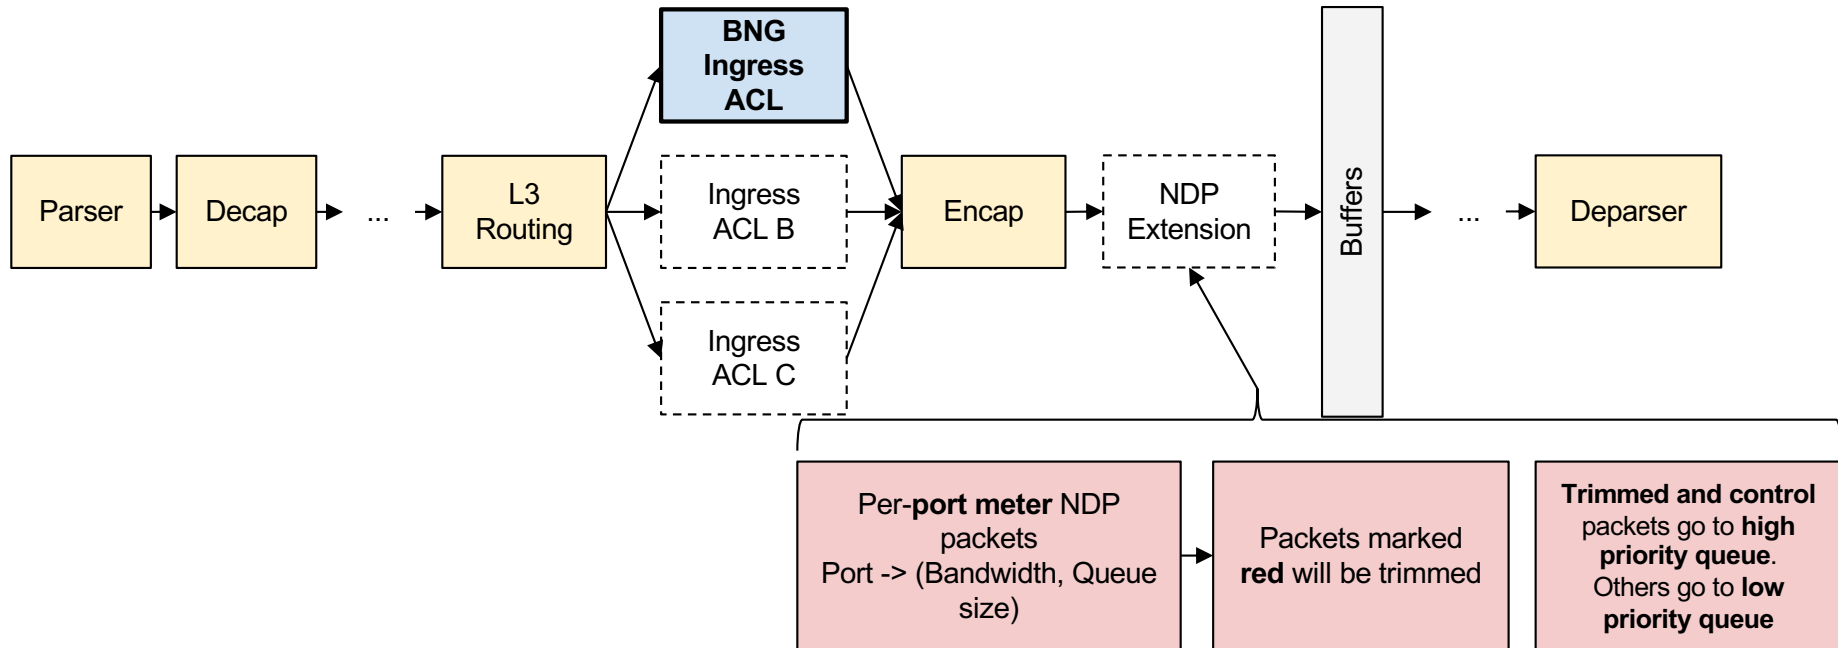 BNG
Ingress
ACL
Parser
Decap
...
L3
Routing
Ingress
ACL B
Encap
NDP
Extension
Buffers
...
Deparser
Ingress
ACL C
Per-port meter NDP
packets
Port -> (Bandwidth, Queue
size)
Packets marked
red will be trimmed
Trimmed and control
packets go to high
priority queue.
Others go to low
priority queue